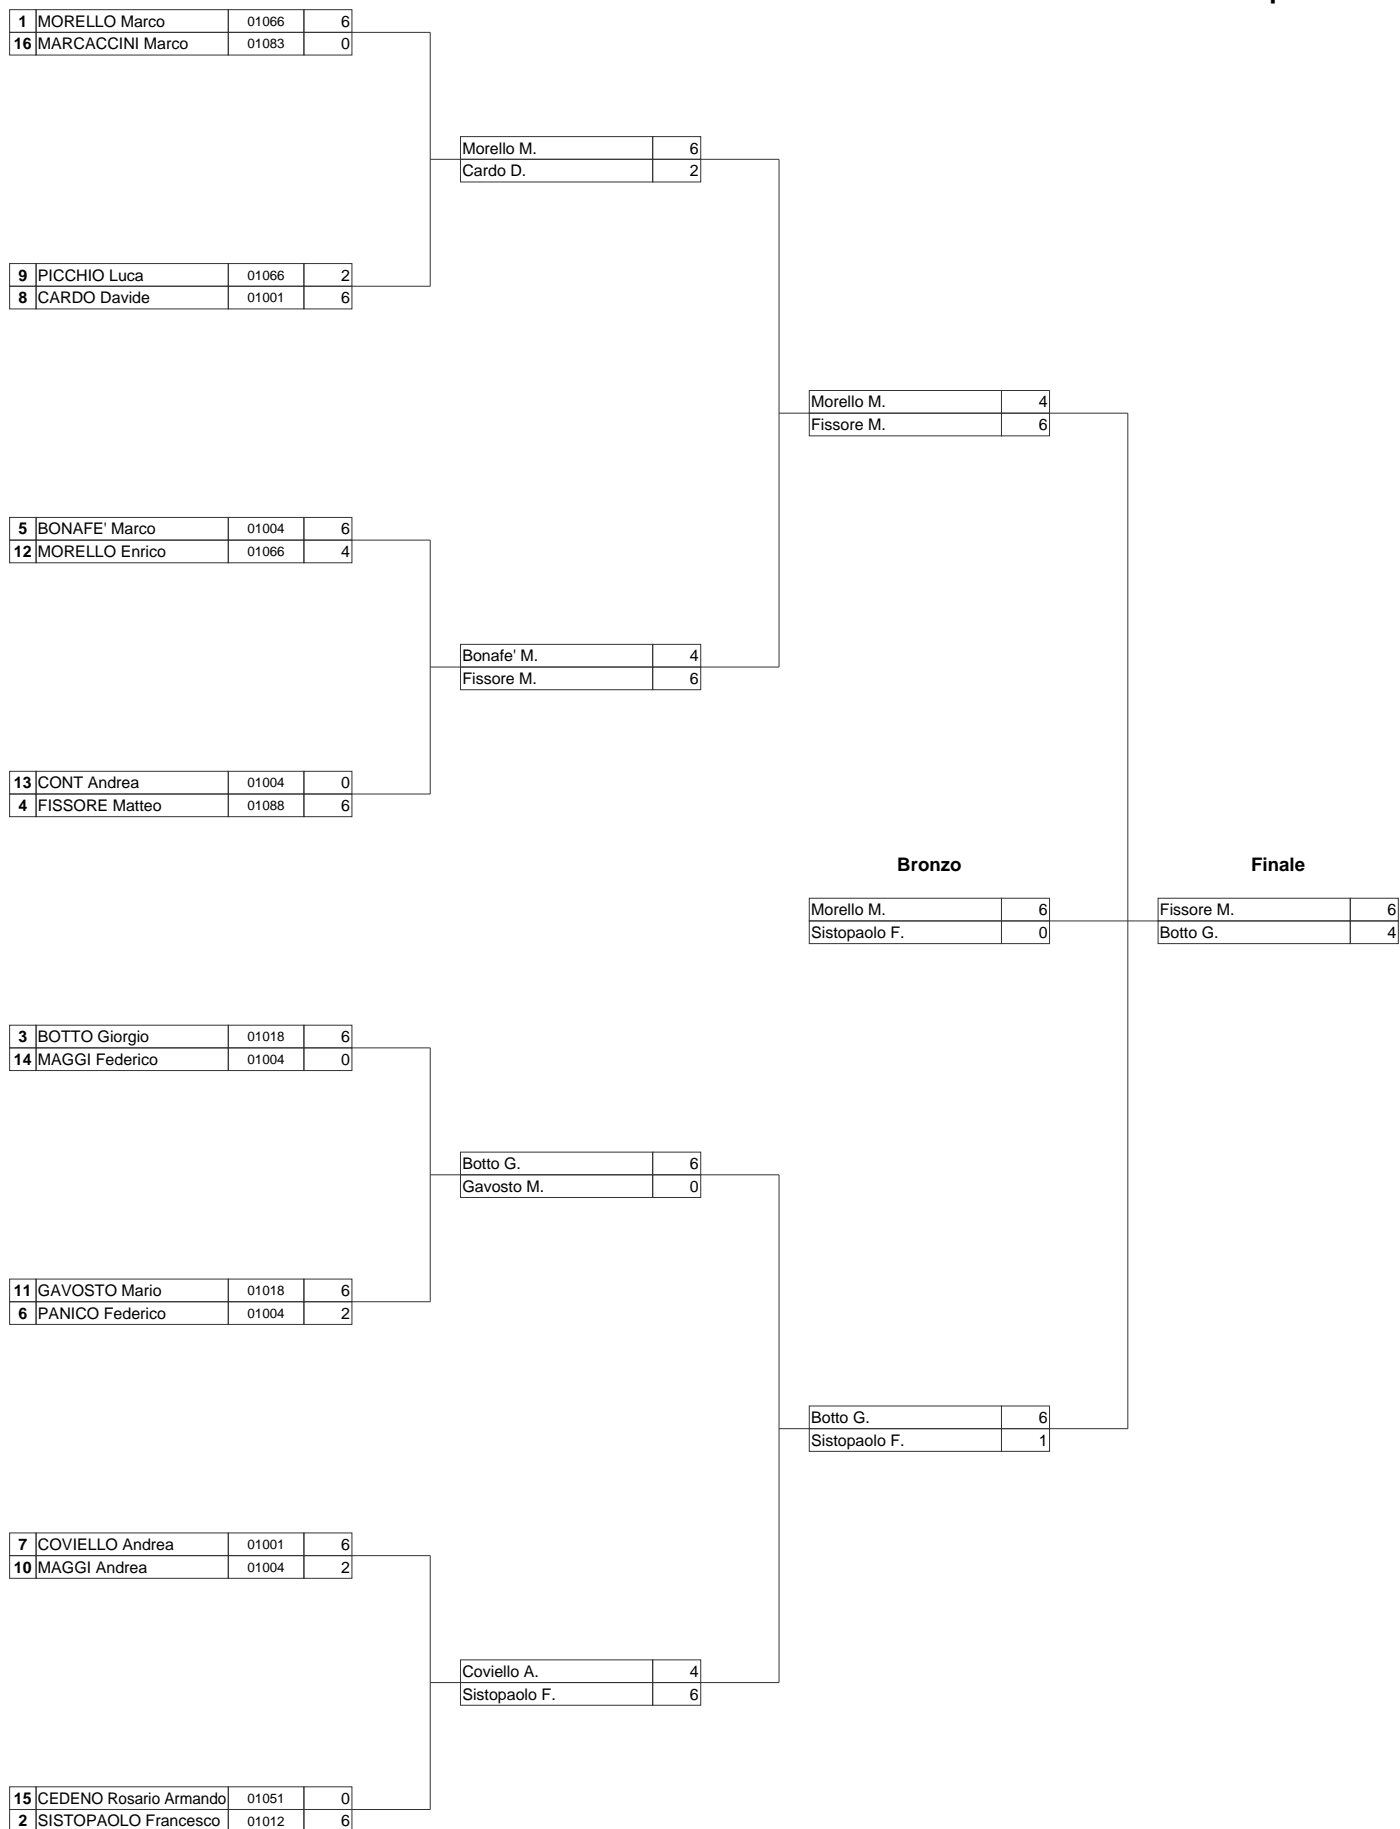 1 MORELLO Marco 01066 6
16 MARCACCINI Marco 01083 0
Morello M. 6
Cardo D. 2
9 PICCHIO Luca 01066 2
8 CARDO Davide 01001 6
Morello M. 4
Fissore M. 6
5 BONAFE' Marco 01004 6
12 MORELLO Enrico 01066 4
Bonafe' M. 4
Fissore M. 6
13 CONT Andrea 01004 0
4 FISSORE Matteo 01088 6
Bronzo Finale
Morello M. 6 Fissore M. 6
Sistopaolo F. 0 Botto G. 4
3 BOTTO Giorgio 01018 6
14 MAGGI Federico 01004 0
Botto G. 6
Gavosto M. 0
11 GAVOSTO Mario 01018 6
6 PANICO Federico 01004 2
Botto G. 6
Sistopaolo F. 1
7 COVIELLO Andrea 01001 6
10 MAGGI Andrea 01004 2
Coviello A. 4
Sistopaolo F. 6
15 CEDENO Rosario Armando 01051 0
2 SISTOPAOLO Francesco 01012 6